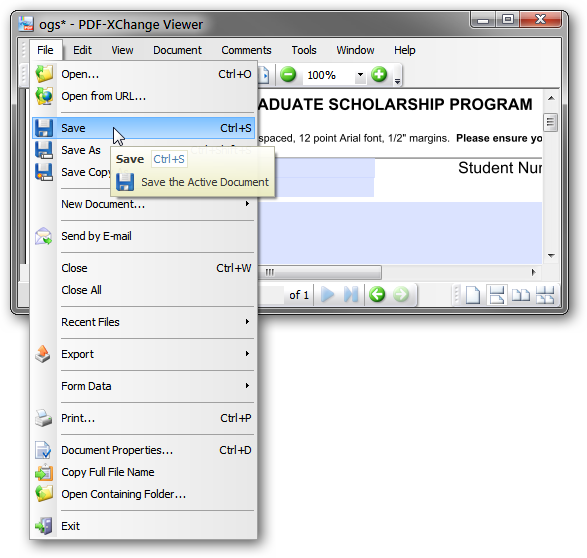 ogs* - PDF-XChange Viewer
File Edit View Document Comments Tools Window Help
Open... Ctrl+O
100%
Open from URL...
ADUATE SCHOLARSHIP PROGRAM
Save Ctrl+S
spaced, 12 point Arial font, 1/2" margins. Please ensure yo
Save As
Save Ctrl+S
Save Copy
Student Nur
Save the Active Document
New Document...
Send by E-mail
Close Ctrl+W
Close All
of 1
Recent Files
Export
Form Data
Print... Ctrl+P
Document Properties... Ctrl+D
Copy Full File Name
Open Containing Folder...
Exit